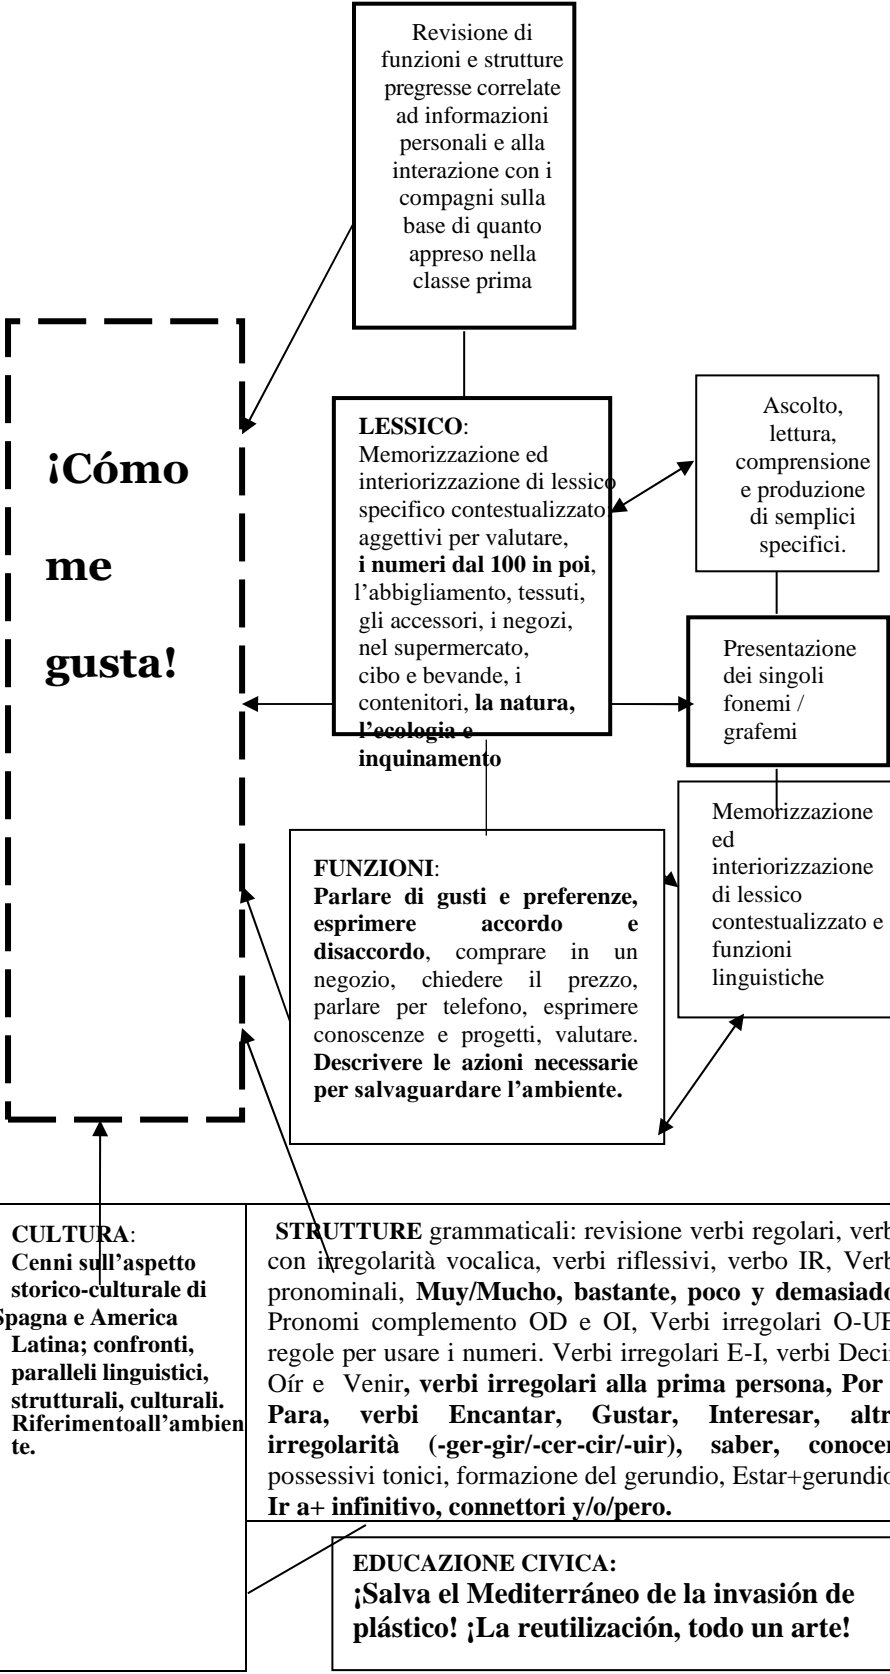 Revisione di
funzioni e strutture
pregresse correlate
ad informazioni
personali e alla
interazione con i
compagni sulla
base di quanto
appreso nella
classe prima
¡Cómo
me
gusta!
LESSICO:
Memorizzazione ed
interiorizzazione di lessico
specifico contestualizzato
aggettivi per valutare,
i numeri dal 100 in poi,
l'abbigliamento, tessuti,
gli accessori, i negozi,
nel supermercato,
cibo e bevande, i
contenitori, la natura,
l'ecologia e
inquinamento
Ascolto,
lettura,
comprensione
e produzione
di semplici
specifici.
Presentazione
dei singoli
fonemi /
grafemi
Memorizzazione
ed
interiorizzazione
di lessico
contestualizzato e
funzioni
linguistiche
FUNZIONI:
Parlare di gusti e preferenze,
esprimere accordo e
disaccordo, comprare in un
negozio, chiedere il prezzo,
parlare per telefono, esprimere
conoscenze e progetti, valutare.
Descrivere le azioni necessarie
per salvaguardare l'ambiente.
CULTURA:
Cenni sull'aspetto
storico-culturale di
Spagna e America
Latina; confronti,
paralleli linguistici,
strutturali, culturali.
Riferimentoall'ambien
te.
STRUTTURE grammaticali: revisione verbi regolari, verb
con irregolarità vocalica, verbi riflessivi, verbo IR, Verb
pronominali, Muy/Mucho, bastante, poco y demasiado
Pronomi complemento OD e OI, Verbi irregolari O-UE
regole per usare i numeri. Verbi irregolari E-I, verbi Deci
Oír e Venir, verbi irregolari alla prima persona, Por
Para, verbi Encantar, Gustar, Interesar, altr
irregolarità (-ger-gir/-cer-cir/-uir), saber, conocer
possessivi tonici, formazione del gerundio, Estar+gerundio
Ir a+ infinitivo, connettori y/o/pero.
EDUCAZIONE CIVICA:
¡Salva el Mediterráneo de la invasión de
plástico! ¡La reutilización, todo un arte!